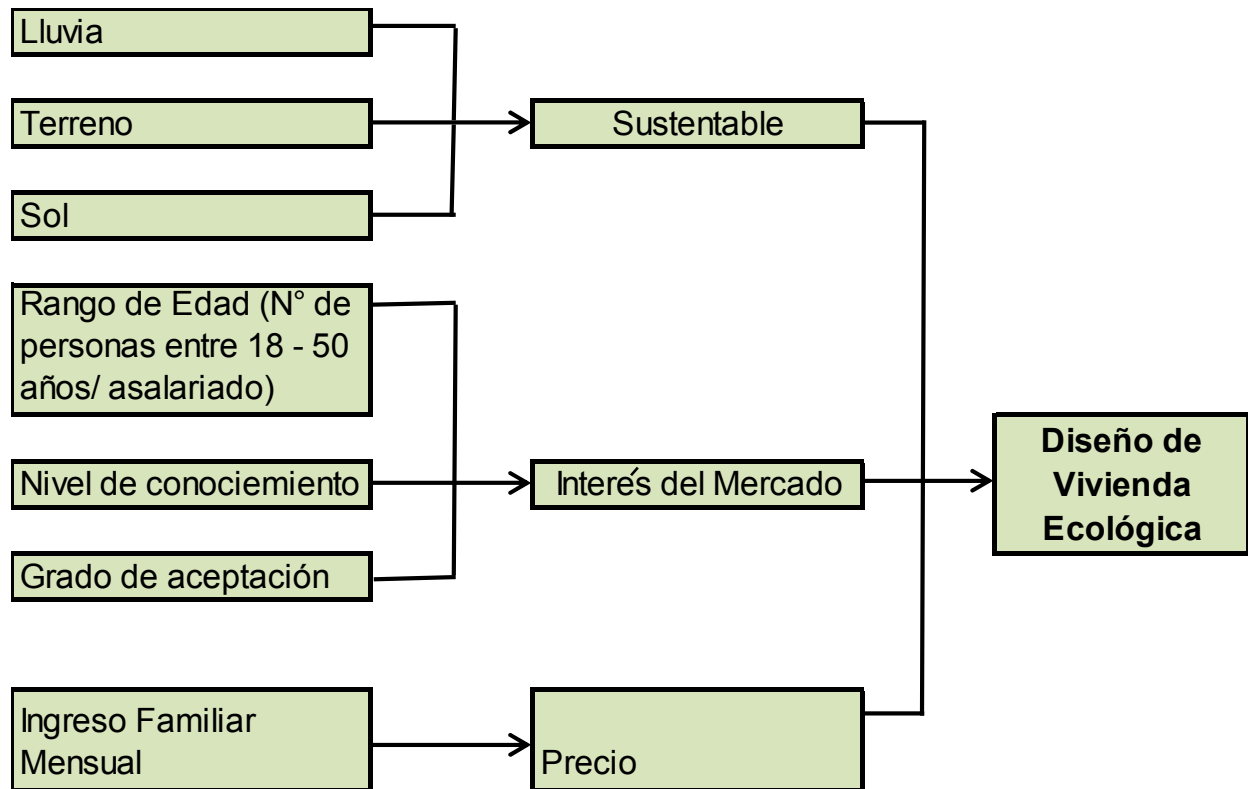 Lluvia
Terreno
Sustentable
Sol
Rango de Edad (N° de
personas entre 18 - 50
años/ asalariado)
Nivel de conociemiento
Interés del Mercado
Diseño de
Vivienda
Ecológica
Grado de aceptación
Ingreso Familiar
Mensual
Precio